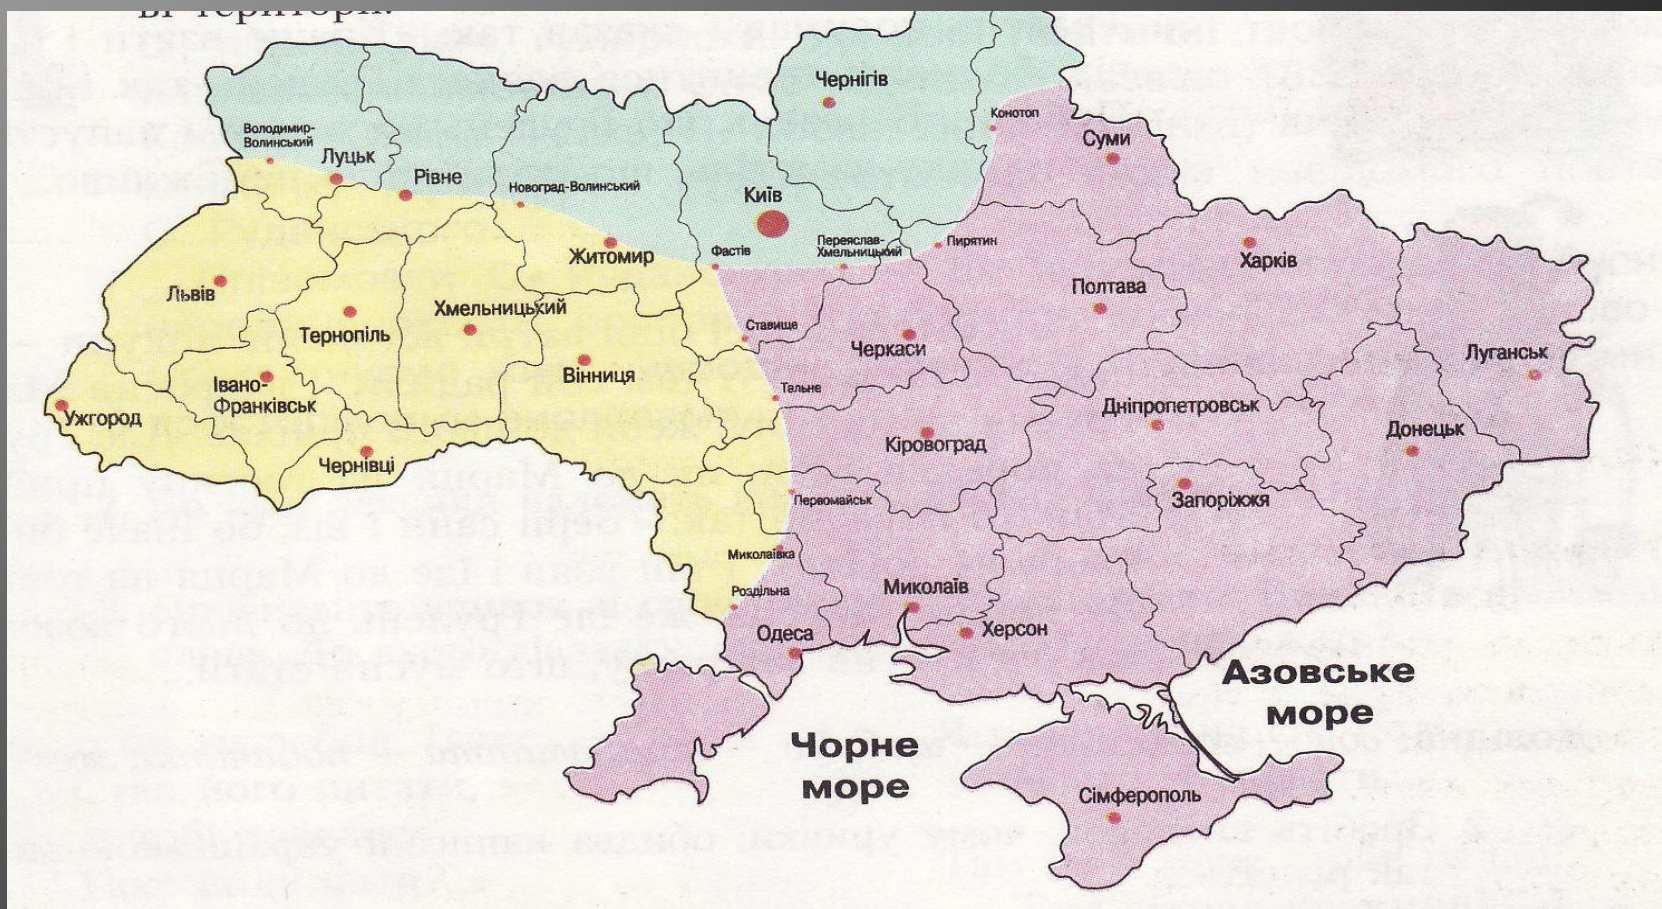 ві території.
Чернігів
Конотоп
Суми
Володимир-
Волинський
Луцьк
Рівне
Новоград-Волинський
Київ
Житомир
Фастів
Переяслав-
Хмельницький
Пирятин
Харків
Львів
Тернопіль
Хмельницький
Полтава
Ставище
Черкаси
Луганськ
Вінниця
Івано-
Франківськ
Тальне
Ужгород
Дніпропетровськ
Чернівці
Кіровоград
Донецьк
Первомайськ
Запоріжжя
Миколаївка
Роздільна
Миколаїв
Одеса
Херсон
Азовське
море
Чорне
море
Сімферополь